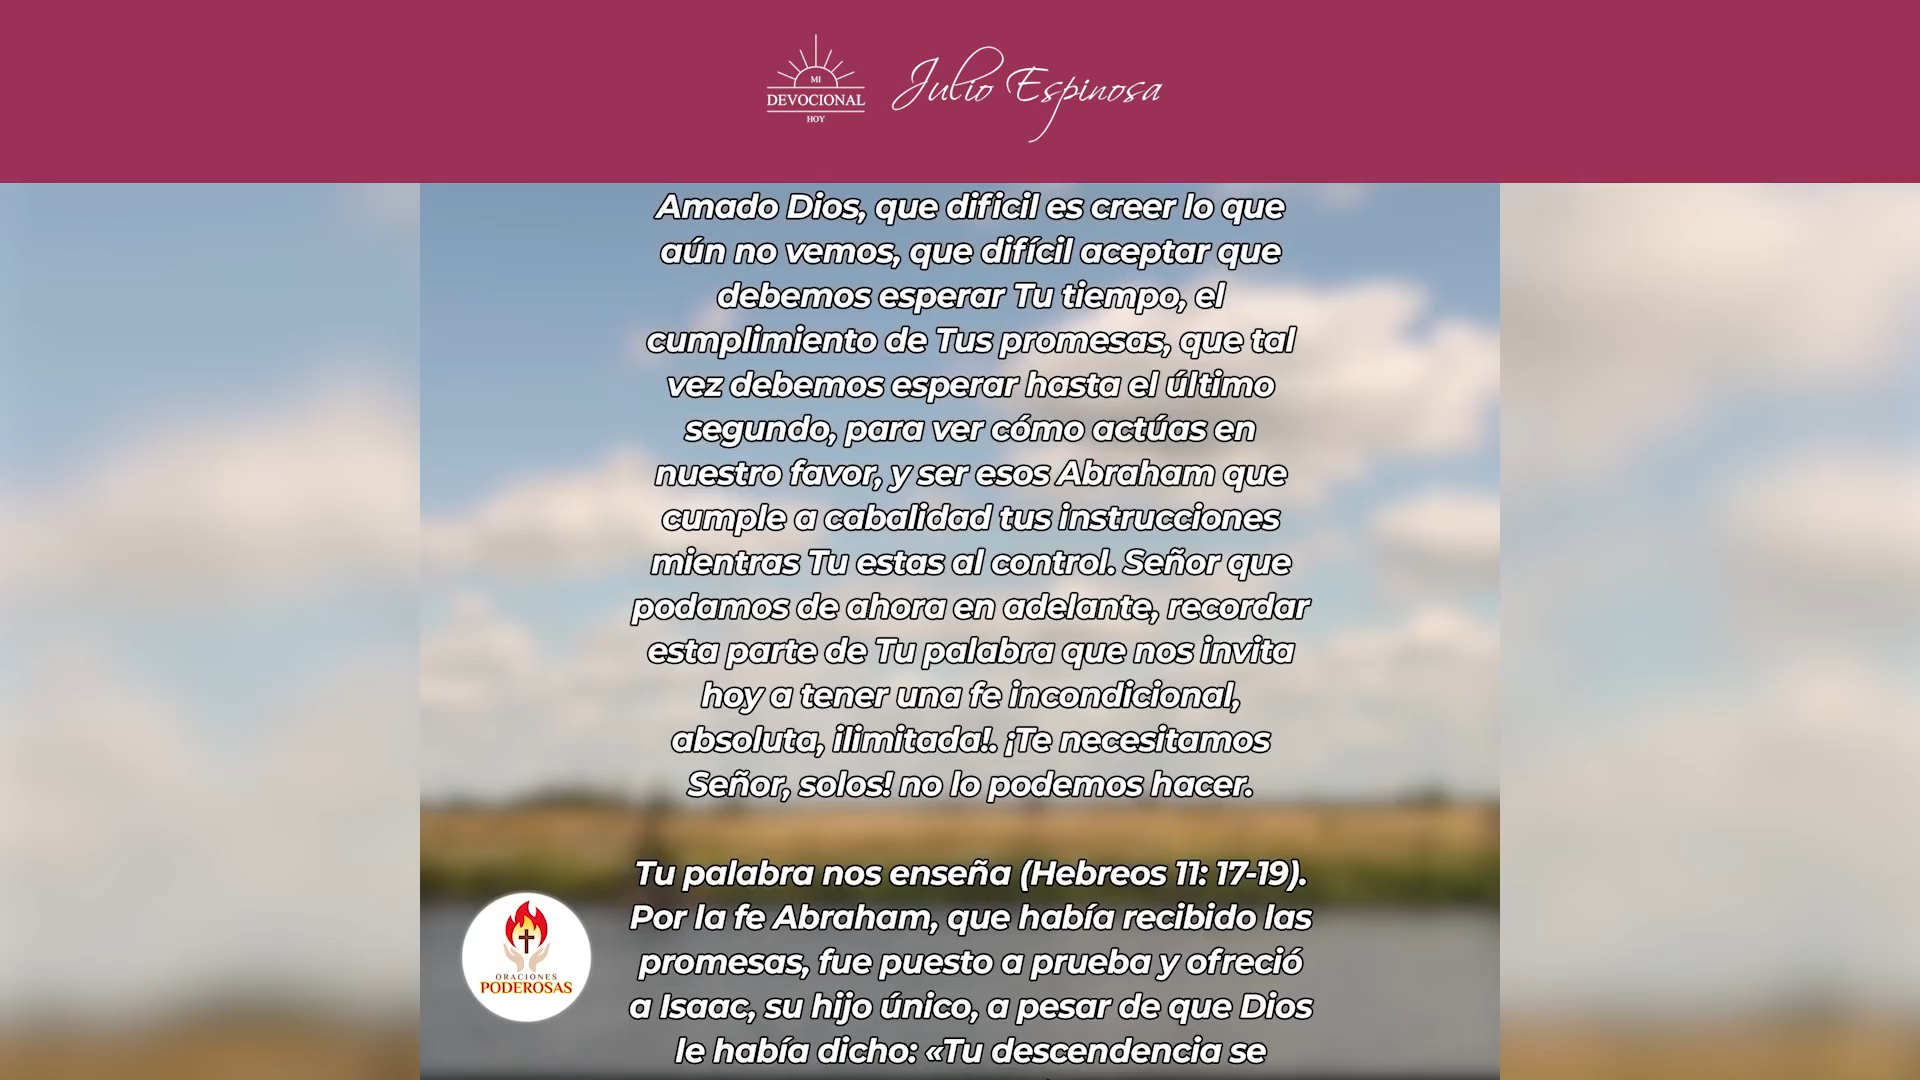 MI
DEVOCIONAL
HOY
Julio Espinosa
Amado Dios, que dificil es creer lo que
aún no vemos, que difícil aceptar que
debemos esperar Tu tiempo, el
cumplimiento de Tus promesas, que tal
vez debemos esperar hasta el último
segundo, para ver cómo actúas en
nuestro favor, y ser esos Abraham que
cumple a cabalidad tus instrucciones
mientras Tu estas al control. Señor que
podamos de ahora en adelante, recordar
esta parte de Tu palabra que nos invita
hoy a tener una fe incondicional,
absoluta, ilimitada!. ¡Te necesitamos
Señor, solos! no lo podemos hacer.
Tu palabra nos enseña (Hebreos 11: 17-19).
Por la fe Abraham, que había recibido las
promesas, fue puesto a prueba y ofreció
a Isaac, su hijo único, a pesar de que Dios
le había dicho: «Tu descendencia se
ORACIONES
PODEROSAS